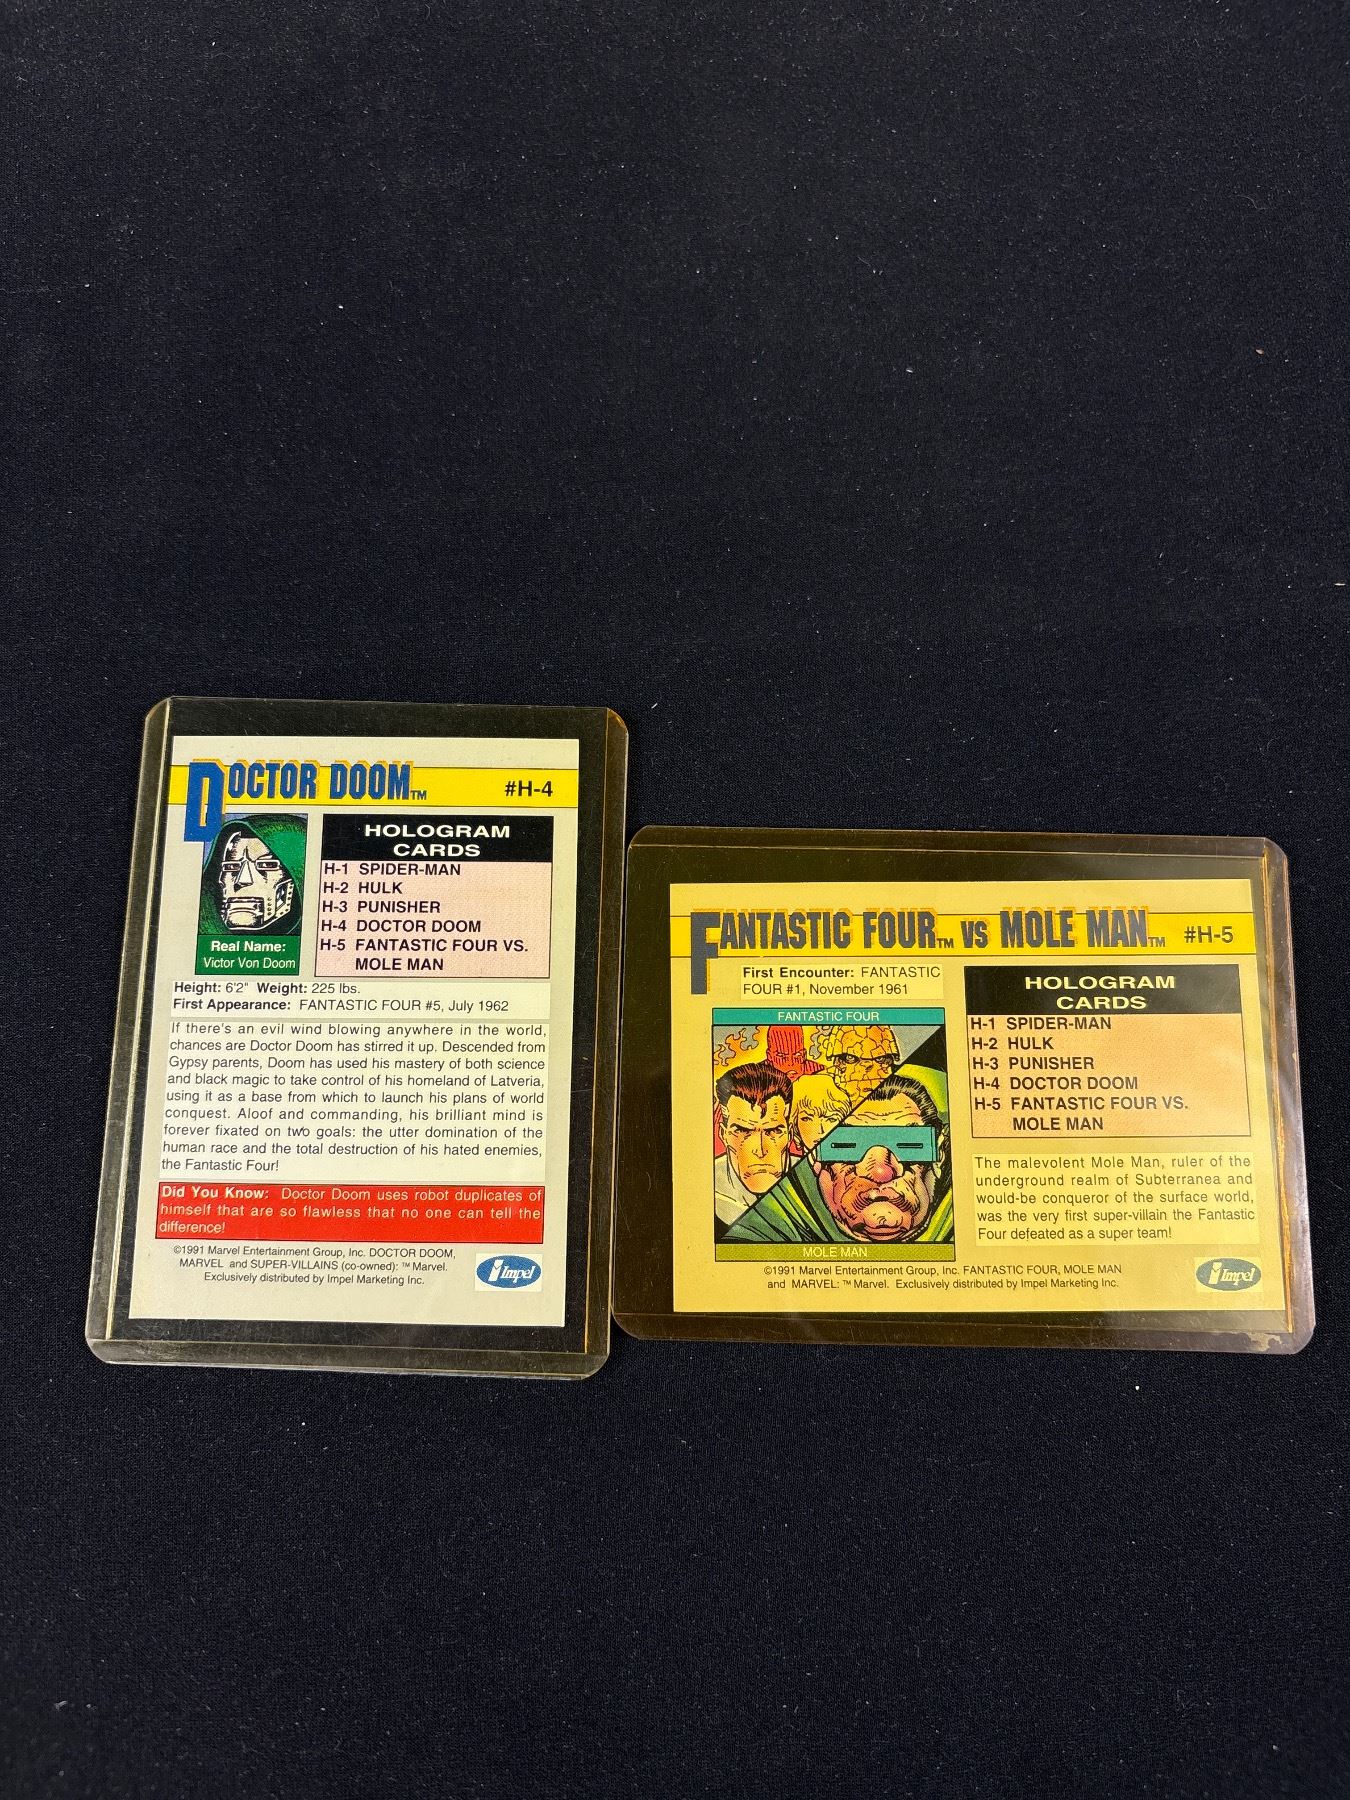 DOCTOR DOOM™ #H-4
HOLOGRAM
CARDS
H-1 SPIDER-MAN
H-2 HULK
H-3 PUNISHER
H-4 DOCTOR DOOM
H-5 FANTASTIC FOUR VS.
MOLE MAN
Real Name:
Victor Von Doom
Height: 6'2" Weight: 225 lbs.
First Appearance: FANTASTIC FOUR #5, July 1962
If there's an evil wind blowing anywhere in the world,
chances are Doctor Doom has stirred it up. Descended from
Gypsy parents, Doom has used his mastery of both science
and black magic to take control of his homeland of Latveria,
using it as a base from which to launch his plans of world
conquest. Aloof and commanding, his brilliant mind is
forever fixated on two goals: the utter domination of the
human race and the total destruction of his hated enemies,
the Fantastic Four!
Did You Know: Doctor Doom uses robot duplicates of
himself that are so flawless that no one can tell the
difference!
©1991 Marvel Entertainment Group, Inc. DOCTOR DOOM,
MARVEL and SUPER-VILLAINS (co-owned): ™ Marvel.
Exclusively distributed by Impel Marketing Inc.
Impel
FANTASTIC FOUR™ VS MOLE MAN™ #H-5
First Encounter: FANTASTIC
FOUR #1, November 1961
FANTASTIC FOUR
MOLE MAN
HOLOGRAM
CARDS
H-1 SPIDER-MAN
H-2 HULK
H-3 PUNISHER
H-4 DOCTOR DOOM
H-5 FANTASTIC FOUR VS.
MOLE MAN
The malevolent Mole Man, ruler of the
underground realm of Subterranea and
would-be conqueror of the surface world,
was the very first super-villain the Fantastic
Four defeated as a super team!
©1991 Marvel Entertainment Group, Inc. FANTASTIC FOUR, MOLE MAN
and MARVEL: ™ Marvel. Exclusively distributed by Impel Marketing Inc.
Impel